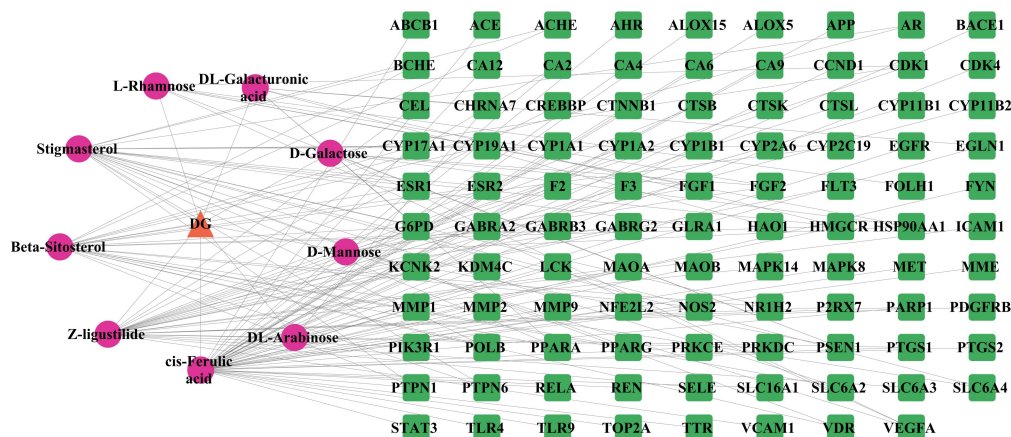 L-Rhamnose
DL-Galacturonic
acid
Stigmasterol
D-Galactose
DG
Beta-Sitosterol
D-Mannose
Z-ligustilide
DL-Arabinose
cis-Ferulic
acid
ABCB1 ACE ACHE AHR ALOX15 ALOX5 APP AR BACE1
BCHE CA12 CA2 CA4 CA6 CA9 CCND1 CDK1 CDK4
CEL CHRNA7 CREBBP CTNNB1 CTSB CTSK CTSL CYP11B1 CYP11B2
CYP17A1 CYP19A1 CYP1A1 CYP1A2 CYP1B1 CYP2A6 CYP2C19 EGFR EGLN1
ESR1 ESR2 F2 F3 FGF1 FGF2 FLT3 FOLH1 FYN
G6PD GABRA2 GABRB3 GABRG2 GLRA1 HAO1 HMGCR HSP90AA1 ICAM1
KCNK2 KDM4C LCK MAOA MAOB MAPK14 MAPK8 MET MME
MMP1 MMP2 MMP9 NFE2L2 NOS2 NR1H2 P2RX7 PARP1 PDGFRB
PIK3R1 POLB PPARA PPARG PRKCE PRKDC PSEN1 PTGS1 PTGS2
PTPN1 PTPN6 RELA REN SELE SLC16A1 SLC6A2 SLC6A3 SLC6A4
STAT3 TLR4 TLR9 TOP2A TTR VCAM1 VDR VEGFA